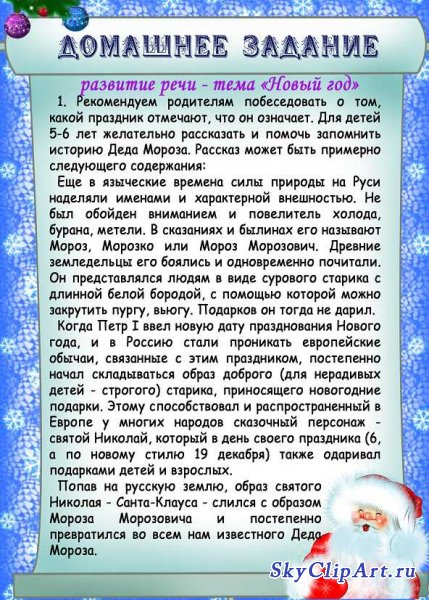 ДОМАШНЕЕ ЗАДАНИЕ
развитие речи - тема «Новый год»
1. Рекомендуем родителям побеседовать о том,
какой праздник отмечают, что он означает. Для детей
5-6 лет желательно рассказать и помочь запомнить
историю Деда Мороза. Рассказ может быть примерно
следующего содержания:
Еще в языческие времена силы природы на Руси
наделяли именами и характерной внешностью. Не
был обойден вниманием и повелитель холода,
бурана, метели. В сказаниях и былинах его называют
Мороз, Морозко или Мороз Морозович. Древние
земледельцы его боялись и одновременно почитали.
Он представлялся людям в виде сурового старика с
длинной белой бородой, с помощью которой можно
закрутить пургу, вьюгу. Подарков он тогда не дарил.
Когда Петр I ввел новую дату празднования Нового
года, и в Россию стали проникать европейские
обычаи, связанные с этим праздником, постепенно
начал складываться образ доброго (для нерадивых
детей - строгого) старика, приносящего новогодние
подарки. Этому способствовал и распространенный в
Европе у многих народов сказочный персонаж -
святой Николай, который в день своего праздника (6,
а по новому стилю 19 декабря) также одаривал
подарками детей и взрослых.
Попав на русскую землю, образ святого
Николая - Санта-Клауса - слился с образом
Мороза Морозовича и постепенно
превратился во всем нам известного Деда
Мороза.
SkyClipArt.ru